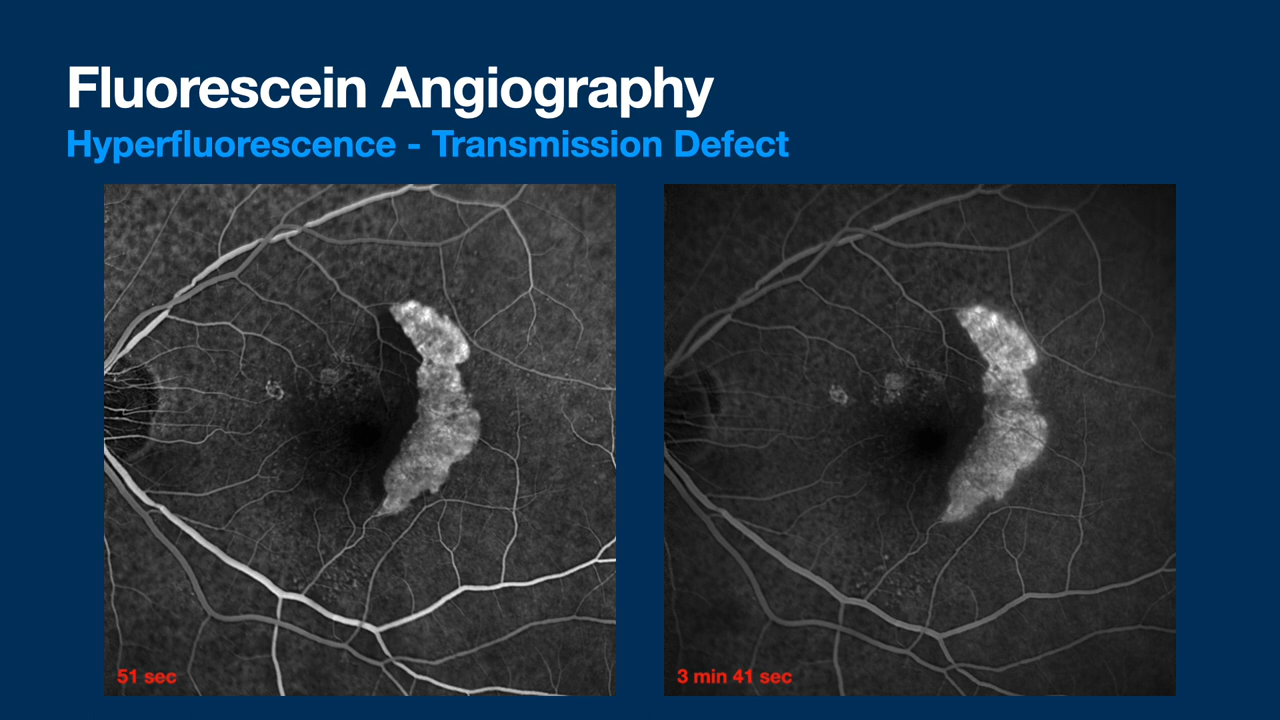 Fluorescein Angiography
Hyperfluorescence - Transmission Defect
51 sec
3 min 41 sec